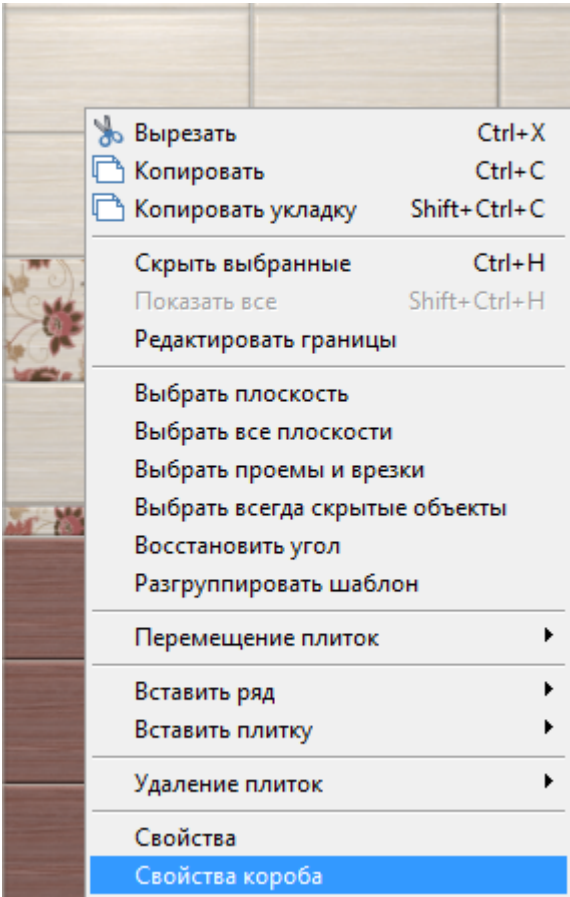 Вырезать Ctrl+X
Копировать Ctrl+C
Копировать укладку Shift+Ctrl+C
Скрыть выбранные Ctrl+H
Показать все Shift+Ctrl+H
Редактировать границы
Выбрать плоскость
Выбрать все плоскости
Выбрать проемы и врезки
Выбрать всегда скрытые объекты
Восстановить угол
Разгруппировать шаблон
Перемещение плиток
Вставить ряд
Вставить плитку
Удаление плиток
Свойства
Свойства короба